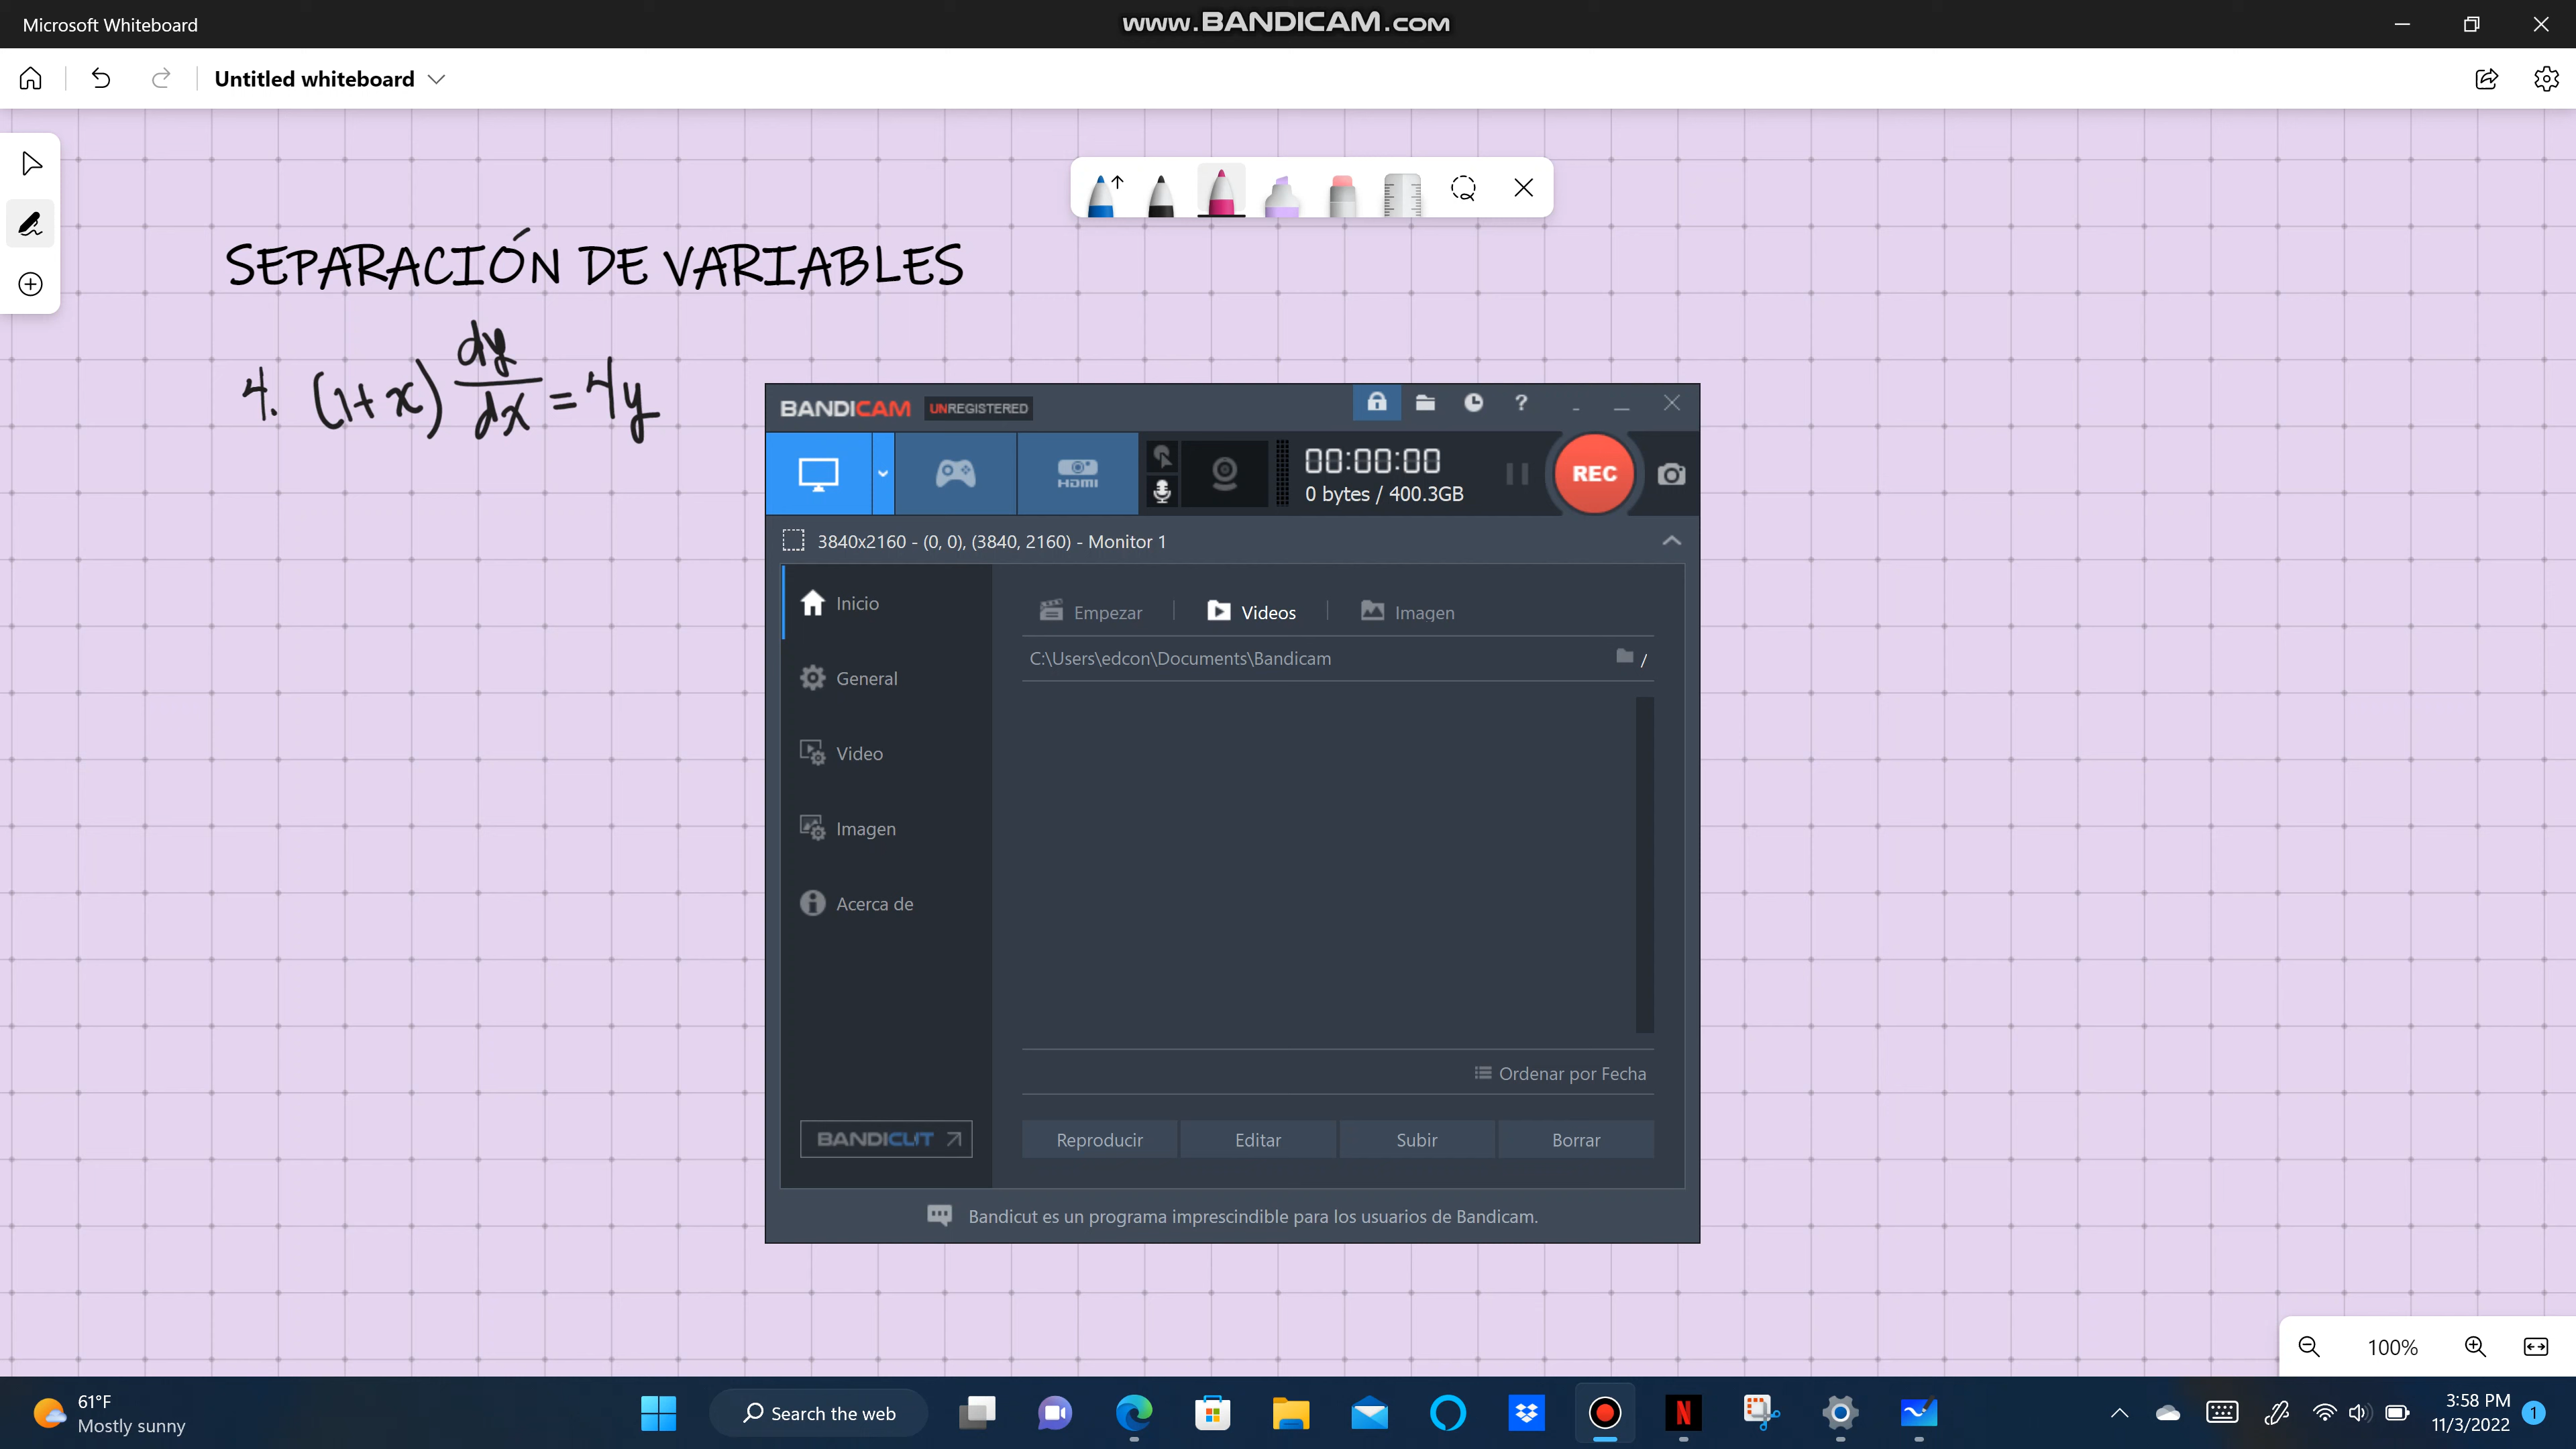 Microsoft Whiteboard
www.BANDICAM.com
Untitled whiteboard
SEPARACIÓN DE VARIABLES
4. (1+x) dy/dx = 4y
BANDICAM UNREGISTERED
?
HDMI
00:00:00
0 bytes / 400.3GB
REC
3840x2160 - (0, 0), (3840, 2160) - Monitor 1
Inicio
General
Video
Imagen
Acerca de
BANDICUT
Empezar
Videos
Imagen
C:\Users\edcon\Documents\Bandicam
/
Ordenar por Fecha
Reproducir
Editar
Subir
Borrar
Bandicut es un programa imprescindible para los usuarios de Bandicam.
100%
61°F
Mostly sunny
Search the web
N
3:58 PM
11/3/2022
1